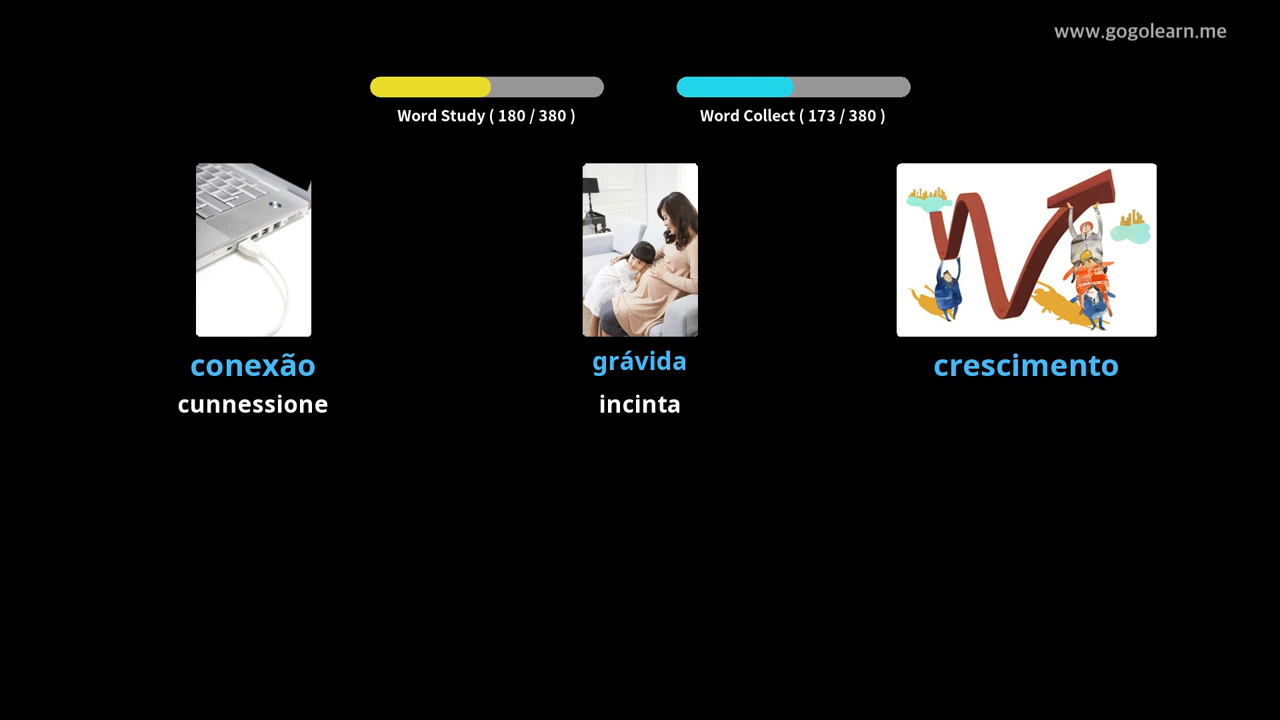 www.gogolearn.me
Word Study ( 180 / 380 )
Word Collect ( 173 / 380 )
conexão
cunnessione
grávida
incinta
crescimento